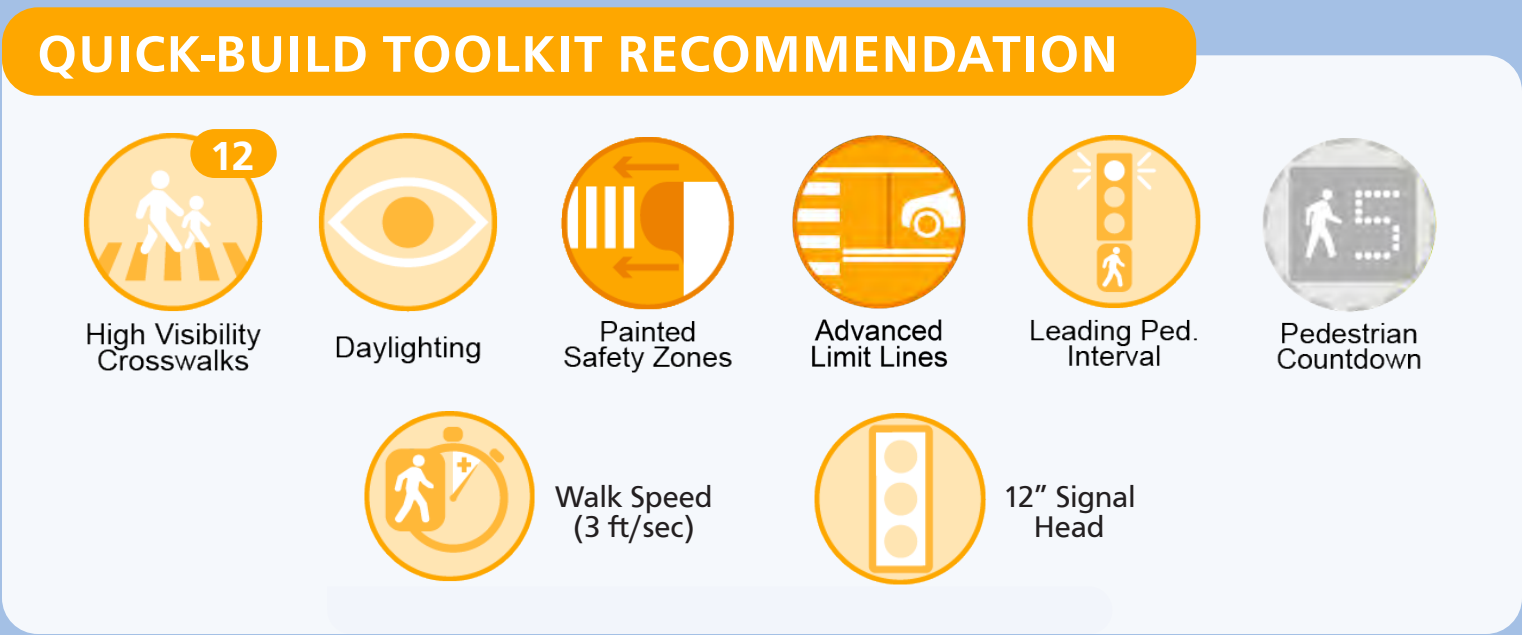 QUICK-BUILD TOOLKIT RECOMMENDATION
12
High Visibility
Crosswalks
Daylighting
Painted
Safety Zones
Advanced
Limit Lines
Leading Ped.
Interval
5
Pedestrian
Countdown
Walk Speed
(3 ft/sec)
12” Signal
Head